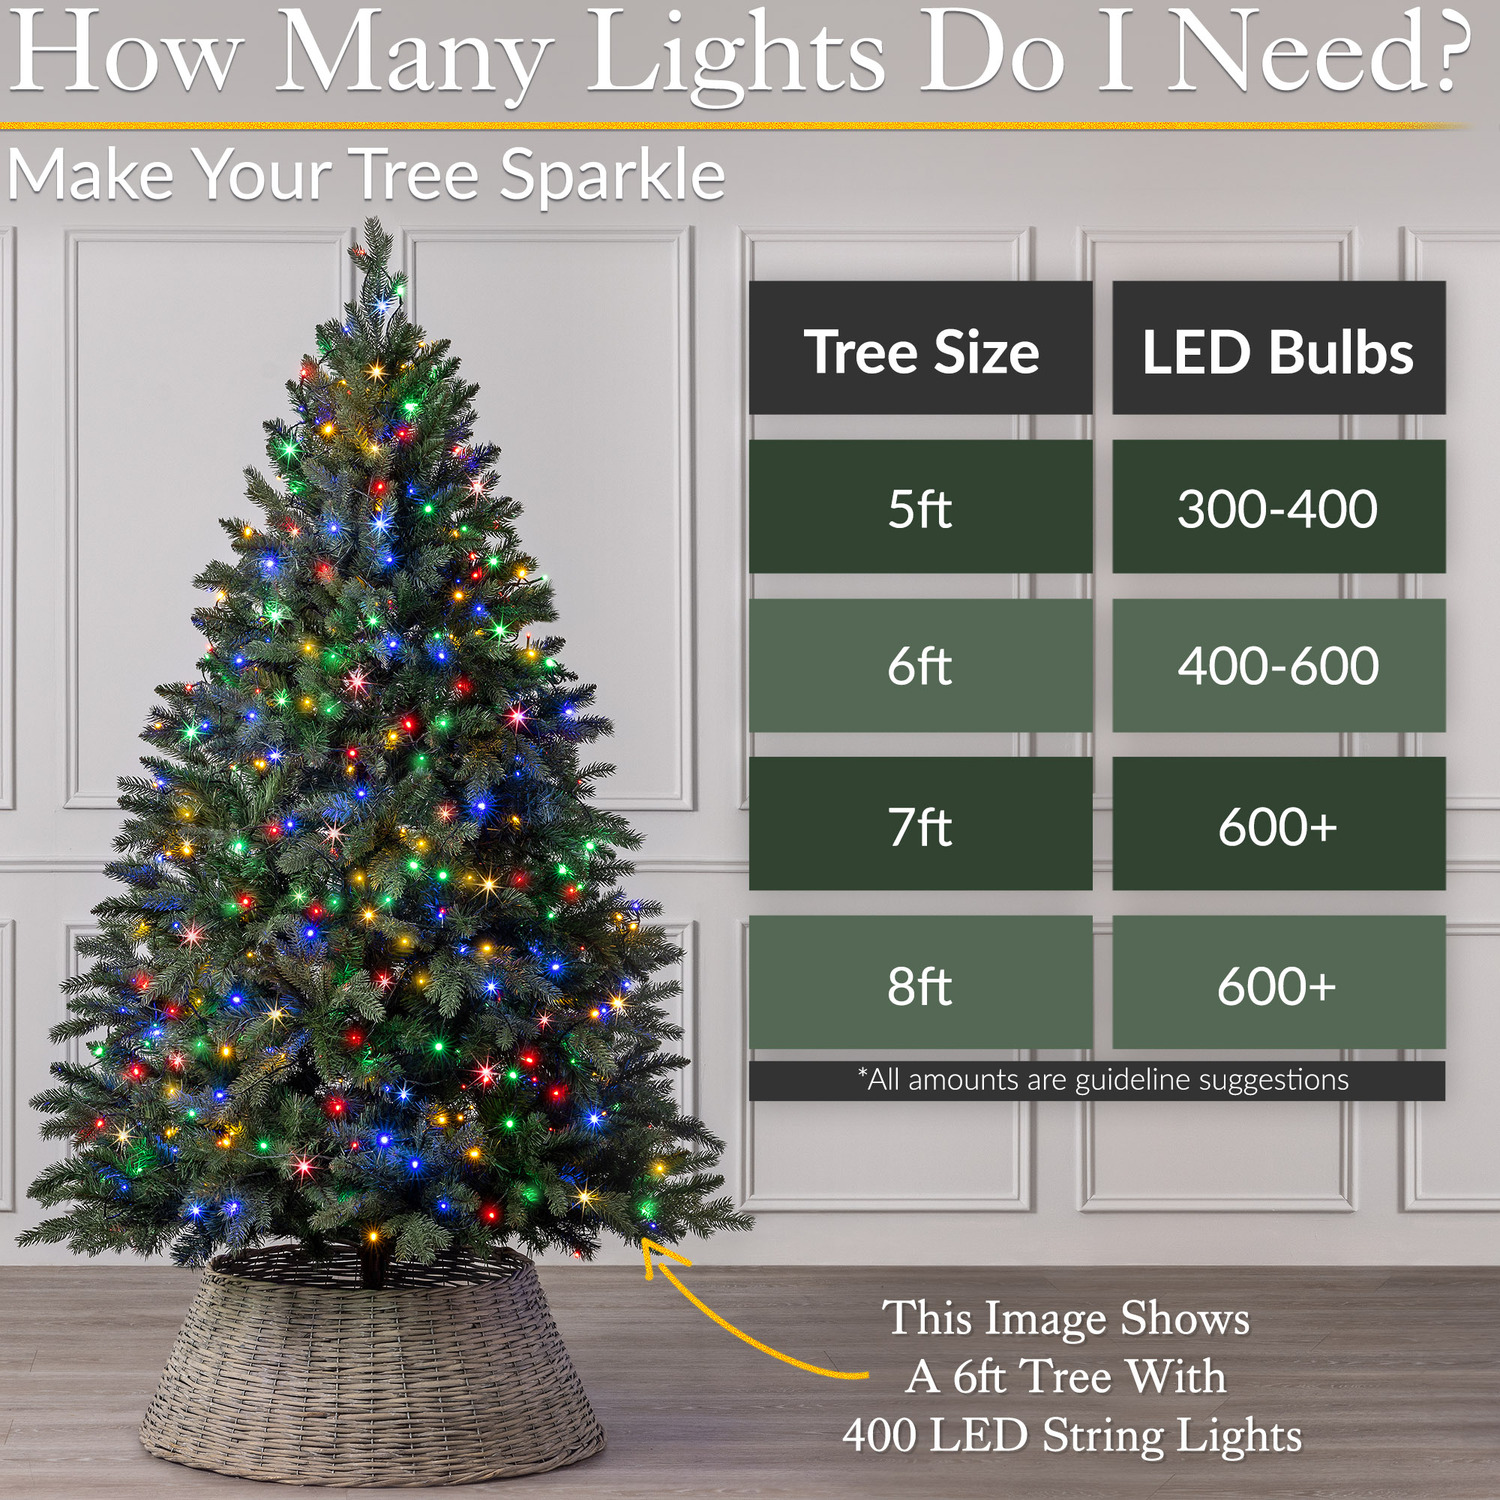 How Many Lights Do I Need?
Make Your Tree Sparkle
Tree Size LED Bulbs
5ft 300-400
6ft 400-600
7ft 600+
8ft 600+
*All amounts are guideline suggestions
This Image Shows
A 6ft Tree With
400 LED String Lights